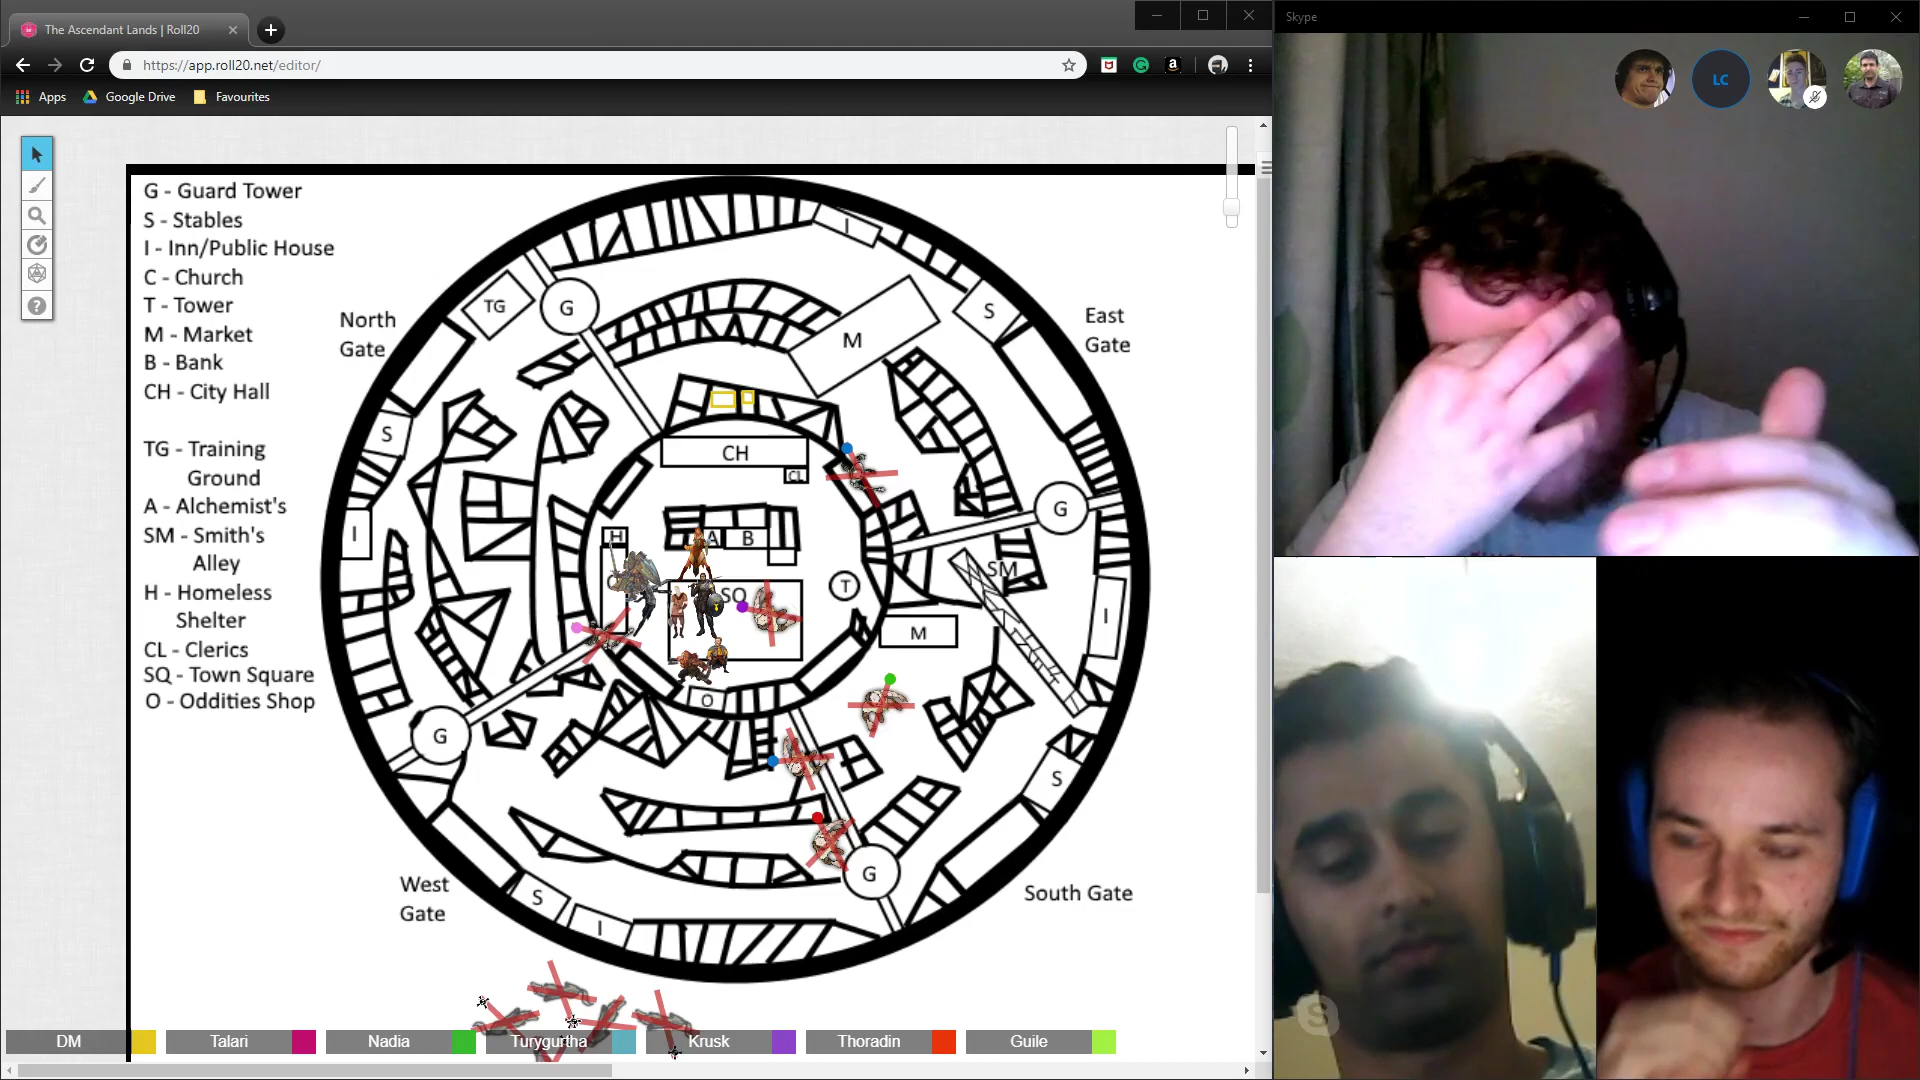 The Ascendant Lands | Roll20
Skype
https://app.roll20.net/editor/
Apps
Google Drive
Favourites
LC
G - Guard Tower
S - Stables
I - Inn/Public House
C - Church
T - Tower
M - Market
B - Bank
CH - City Hall
TG - Training
Ground
A - Alchemist's
SM - Smith's
Alley
H - Homeless
Shelter
CL - Clerics
SQ - Town Square
O - Oddities Shop
North
Gate
East
Gate
West
Gate
South Gate
I
TG
G
S
M
S
CH
CL
G
I
H
A
B
SM
T
SQ
I
M
O
G
S
G
S
I
DM
Talari
Nadia
Turygurtha
Krusk
Thoradin
Guile